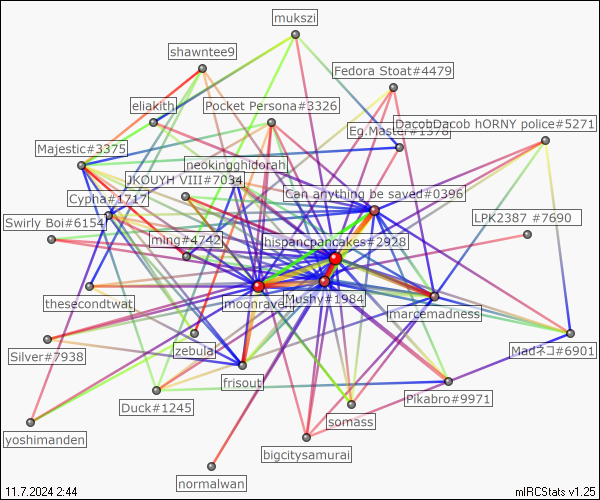 mukszi
shawntee9
Fedora Stoat#4479
eliakith
Pocket Persona#3326
DacobDacob hORNY police#5271
Eg.Master#1378
Majestic#3375
neokingghidorah
JKOUYH VIIII#7034
Can anything be saved#0396
Cypha#1717
Swirly Boi#6154
LPK2387 #7690
ming#4742
hispancpancakes#2928
thesecondtwat
Mushy#1984
marcemadness
zebula
Madネコ#6901
Silver#7938
frisout
Pikabro#9971
Duck#1245
somass
yoshimanden
bigcitysamurai
normalwan
11.7.2024 2:44
mIRCStats v1.25